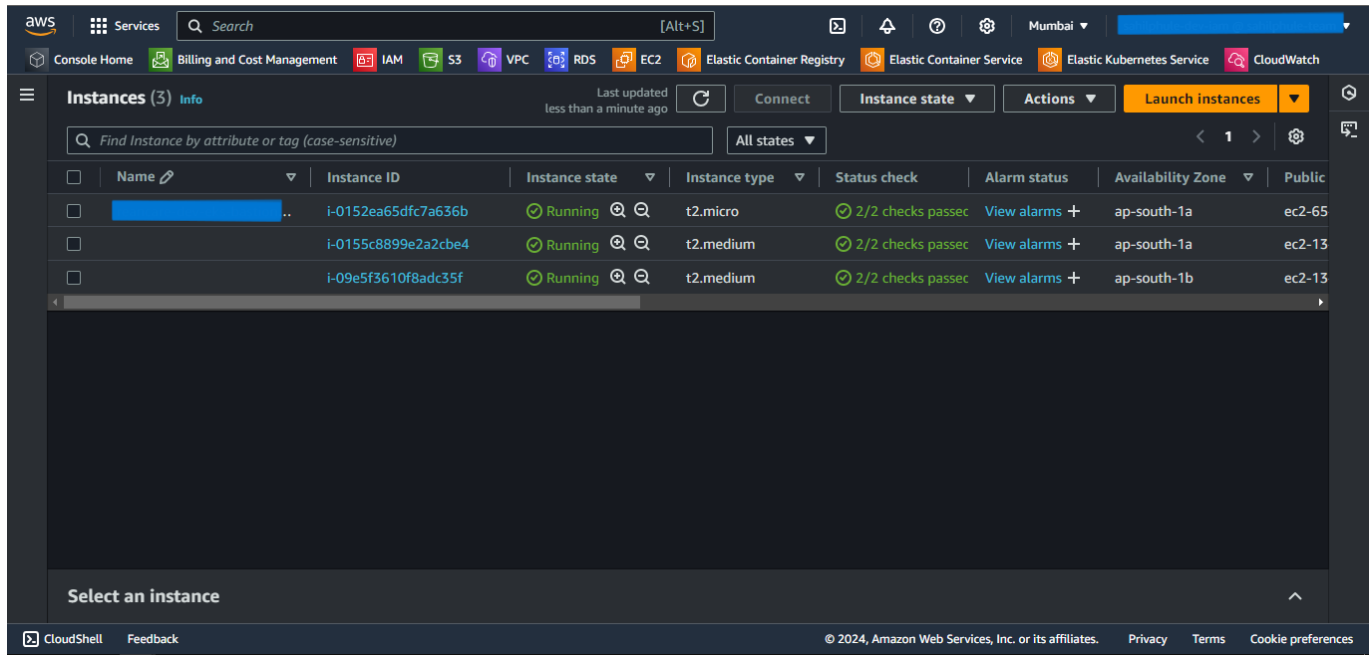 aws Services Search [Alt+S] Mumbai
Console Home Billing and Cost Management IAM S3 VPC RDS EC2 Elastic Container Registry Elastic Container Service Elastic Kubernetes Service CloudWatch
Instances (3) Info Last updated less than a minute ago Connect Instance state Actions Launch instances
Find Instance by attribute or tag (case-sensitive) All states 1
Name Instance ID Instance state Instance type Status check Alarm status Availability Zone Public
.. i-0152ea65dfc7a636b Running t2.micro 2/2 checks passec View alarms + ap-south-1a ec2-65
i-0155c8899e2a2cbe4 Running t2.medium 2/2 checks passec View alarms + ap-south-1a ec2-13
i-09e5f3610f8adc35f Running t2.medium 2/2 checks passec View alarms + ap-south-1b ec2-13
Select an instance
CloudShell Feedback © 2024, Amazon Web Services, Inc. or its affiliates. Privacy Terms Cookie preferences